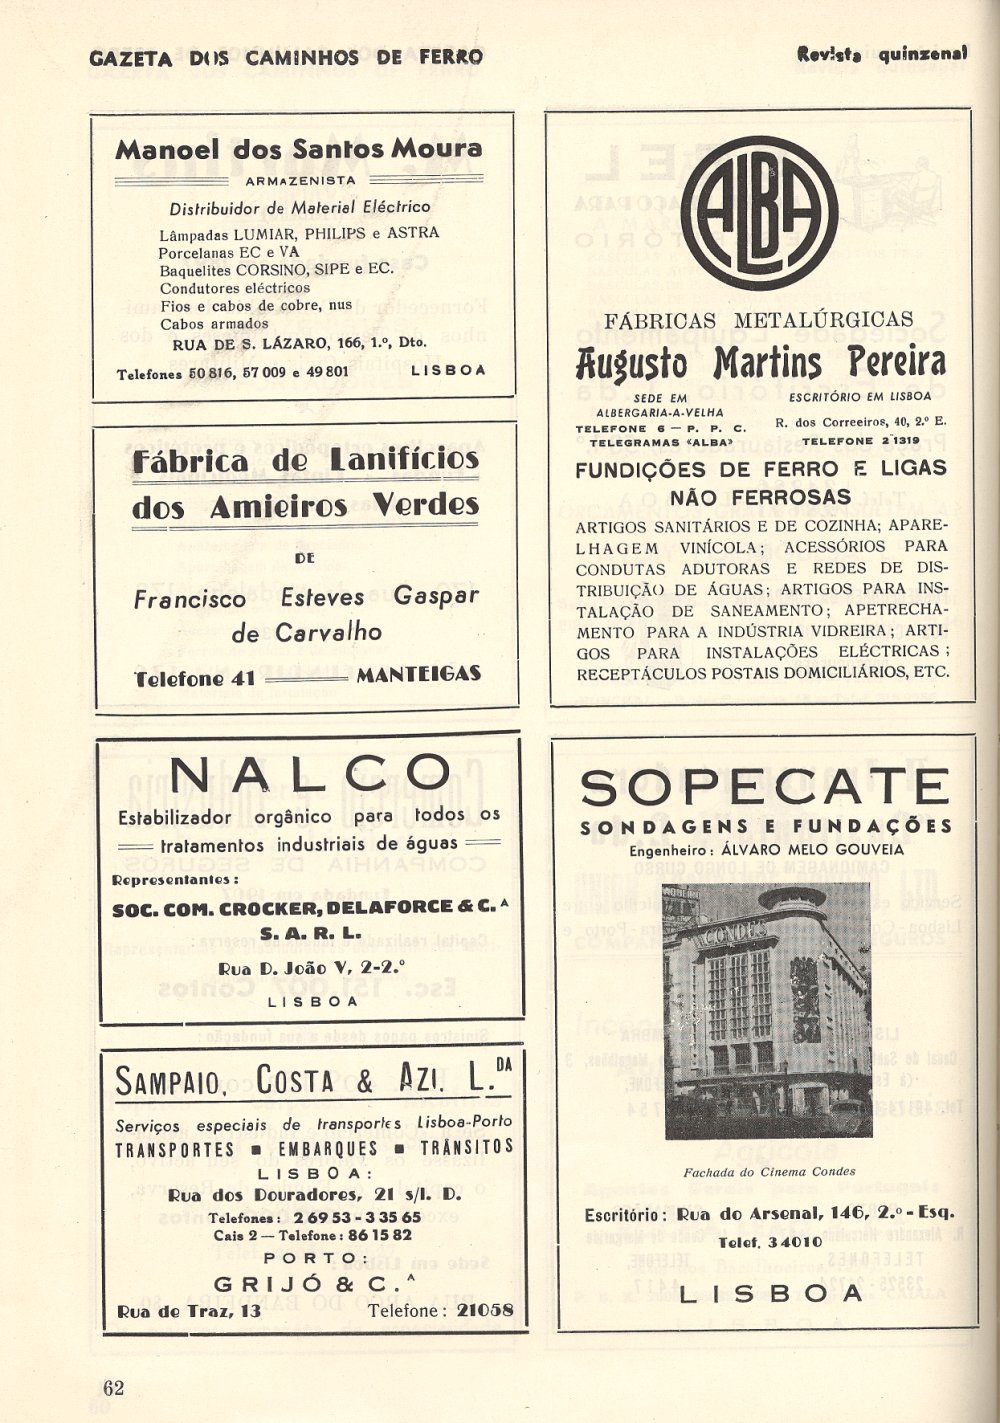 GAZETA DOS CAMINHOS DE FERRO
Revista quinzenal
Manoel dos Santos Moura
ARMAZENISTA
Distribuidor de Material Eléctrico
Lâmpadas LUMIAR, PHILIPS e ASTRA
Porcelanas EC e VA
Baquelites CORSINO, SIPE e EC.
Condutores eléctricos
Fios e cabos de cobre, nus
Cabos armados
RUA DE S. LÁZARO, 166, 1.º, Dto.
Telefones 50 816, 57 009 e 49 801 LISBOA
Fábrica de Lanifícios
dos Amieiros Verdes
DE
Francisco Esteves Gaspar
de Carvalho
Telefone 41 MANTEIGAS
NALCO
Estabilizador orgânico para todos os
tratamentos industriais de águas
Representantes:
SOC. COM. CROCKER, DELAFORCE & C.ᴬ
S. A. R. L.
Rua D. João V, 2-2.º
LISBOA
SAMPAIO, COSTA & AZI. L.DA
Serviços especiais de transportes Lisboa-Porto
TRANSPORTES ■ EMBARQUES ■ TRÂNSITOS
LISBOA:
Rua dos Douradores, 21 s/l. D.
Telefones: 2 69 53 - 3 35 65
Cais 2 — Telefone: 86 15 82
PORTO:
GRIJÓ & C.ᴬ
Rua de Traz, 13 Telefone: 21058
ALBA
FÁBRICAS METALÚRGICAS
Augusto Martins Pereira
SEDE EM
ALBERGARIA-A-VELHA
TELEFONE 6 — P. P. C.
TELEGRAMAS «ALBA»
ESCRITÓRIO EM LISBOA
R. dos Correeiros, 40, 2.º E.
TELEFONE 2 1319
FUNDIÇÕES DE FERRO E LIGAS
NÃO FERROSAS
ARTIGOS SANITÁRIOS E DE COZINHA; APARE-
LHAGEM VINÍCOLA; ACESSÓRIOS PARA
CONDUTAS ADUTORAS E REDES DE DIS-
TRIBUIÇÃO DE ÁGUAS; ARTIGOS PARA INS-
TALAÇÃO DE SANEAMENTO; APETRECHA-
MENTO PARA A INDÚSTRIA VIDREIRA; ARTI-
GOS PARA INSTALAÇÕES ELÉCTRICAS;
RECEPTÁCULOS POSTAIS DOMICILIÁRIOS, ETC.
SOPECATE
SONDAGENS E FUNDAÇÕES
Engenheiro: ÁLVARO MELO GOUVEIA
CONDES
Fachada do Cinema Condes
Escritório: Rua do Arsenal, 146, 2.º - Esq.
Telef. 34010
LISBOA
62